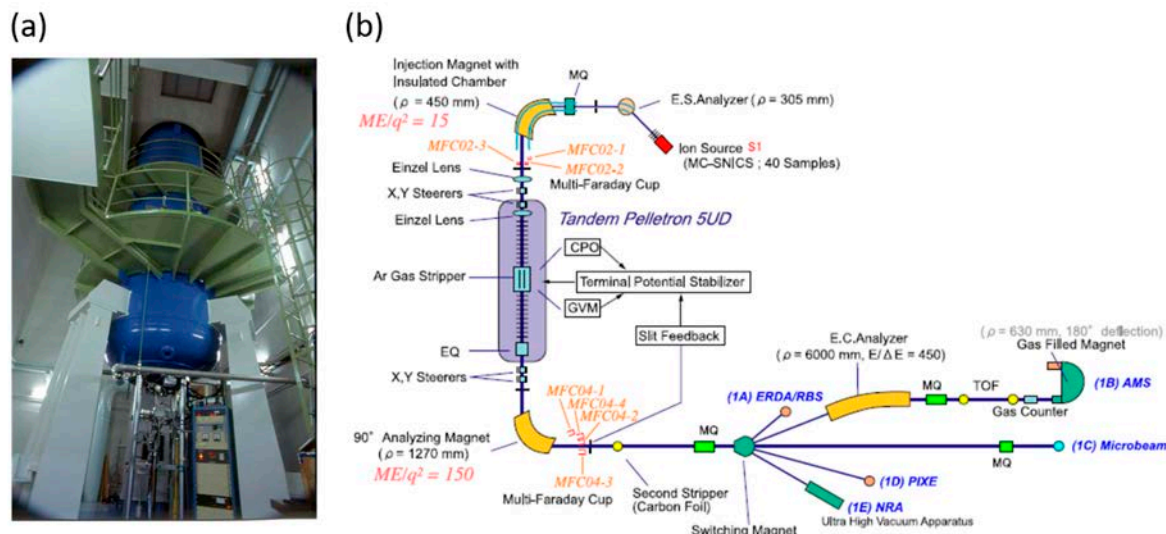 (a)
(b)
Injection Magnet with
Insulated Chamber
(ρ = 450 mm)
ME/q² = 15
MQ
E.S.Analyzer (ρ = 305 mm)
Ion Source S1
(MC-SNICS ; 40 Samples)
MFC02-3
MFC02-1
MFC02-2
Multi-Faraday Cup
Einzel Lens
X,Y Steerers
Einzel Lens
Tandem Pelletron 5UD
CPO
Ar Gas Stripper
Terminal Potential Stabilizer
GVM
Slit Feedback
EQ
X,Y Steerers
MFC04-1
MFC04-4
MFC04-2
90° Analyzing Magnet
(ρ = 1270 mm)
ME/q² = 150
MFC04-3
Multi-Faraday Cup
Second Stripper
(Carbon Foil)
MQ
Switching Magnet
(1A) ERDA/RBS
E.C.Analyzer
(ρ = 6000 mm, E/ΔE = 450)
MQ
TOF
Gas Counter
(ρ = 630 mm, 180° deflection)
Gas Filled Magnet
(1B) AMS
MQ
(1C) Microbeam
(1D) PIXE
(1E) NRA
Ultra High Vacuum Apparatus